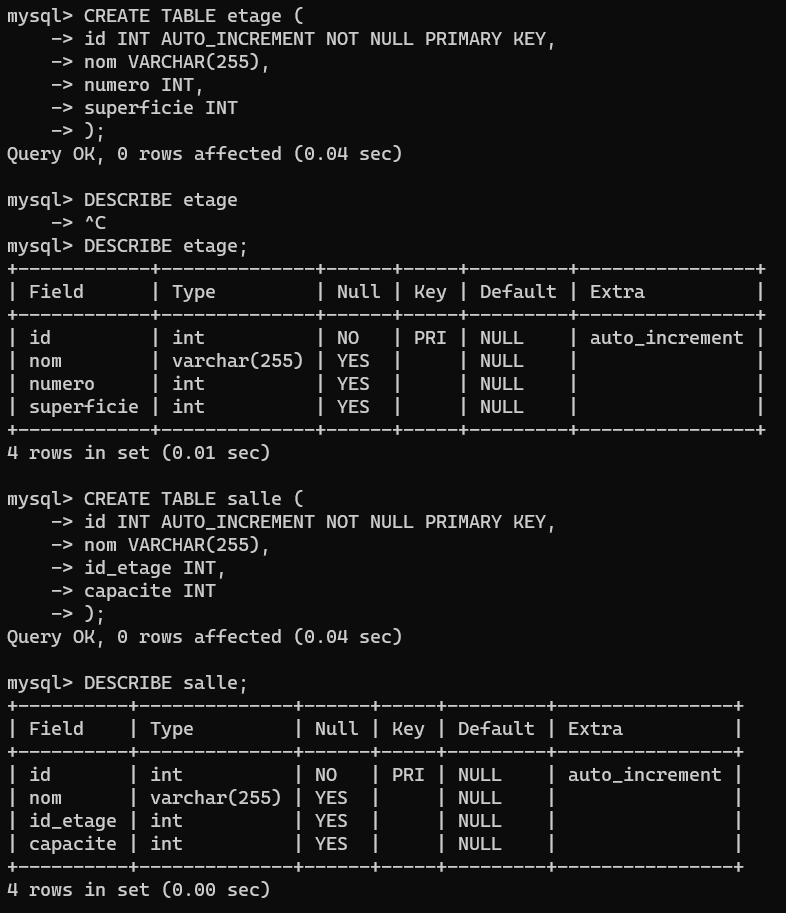 mysql> CREATE TABLE etage (
    -> id INT AUTO_INCREMENT NOT NULL PRIMARY KEY,
    -> nom VARCHAR(255),
    -> numero INT,
    -> superficie INT
    -> );
Query OK, 0 rows affected (0.04 sec)

mysql> DESCRIBE etage
    -> ^C
mysql> DESCRIBE etage;
+------------+--------------+------+-----+---------+----------------+
| Field      | Type         | Null | Key | Default | Extra          |
+------------+--------------+------+-----+---------+----------------+
| id         | int          | NO   | PRI | NULL    | auto_increment |
| nom        | varchar(255) | YES  |     | NULL    |                |
| numero     | int          | YES  |     | NULL    |                |
| superficie | int          | YES  |     | NULL    |                |
+------------+--------------+------+-----+---------+----------------+
4 rows in set (0.01 sec)

mysql> CREATE TABLE salle (
    -> id INT AUTO_INCREMENT NOT NULL PRIMARY KEY,
    -> nom VARCHAR(255),
    -> id_etage INT,
    -> capacite INT
    -> );
Query OK, 0 rows affected (0.04 sec)

mysql> DESCRIBE salle;
+----------+--------------+------+-----+---------+----------------+
| Field    | Type         | Null | Key | Default | Extra          |
+----------+--------------+------+-----+---------+----------------+
| id       | int          | NO   | PRI | NULL    | auto_increment |
| nom      | varchar(255) | YES  |     | NULL    |                |
| id_etage | int          | YES  |     | NULL    |                |
| capacite | int          | YES  |     | NULL    |                |
+----------+--------------+------+-----+---------+----------------+
4 rows in set (0.00 sec)